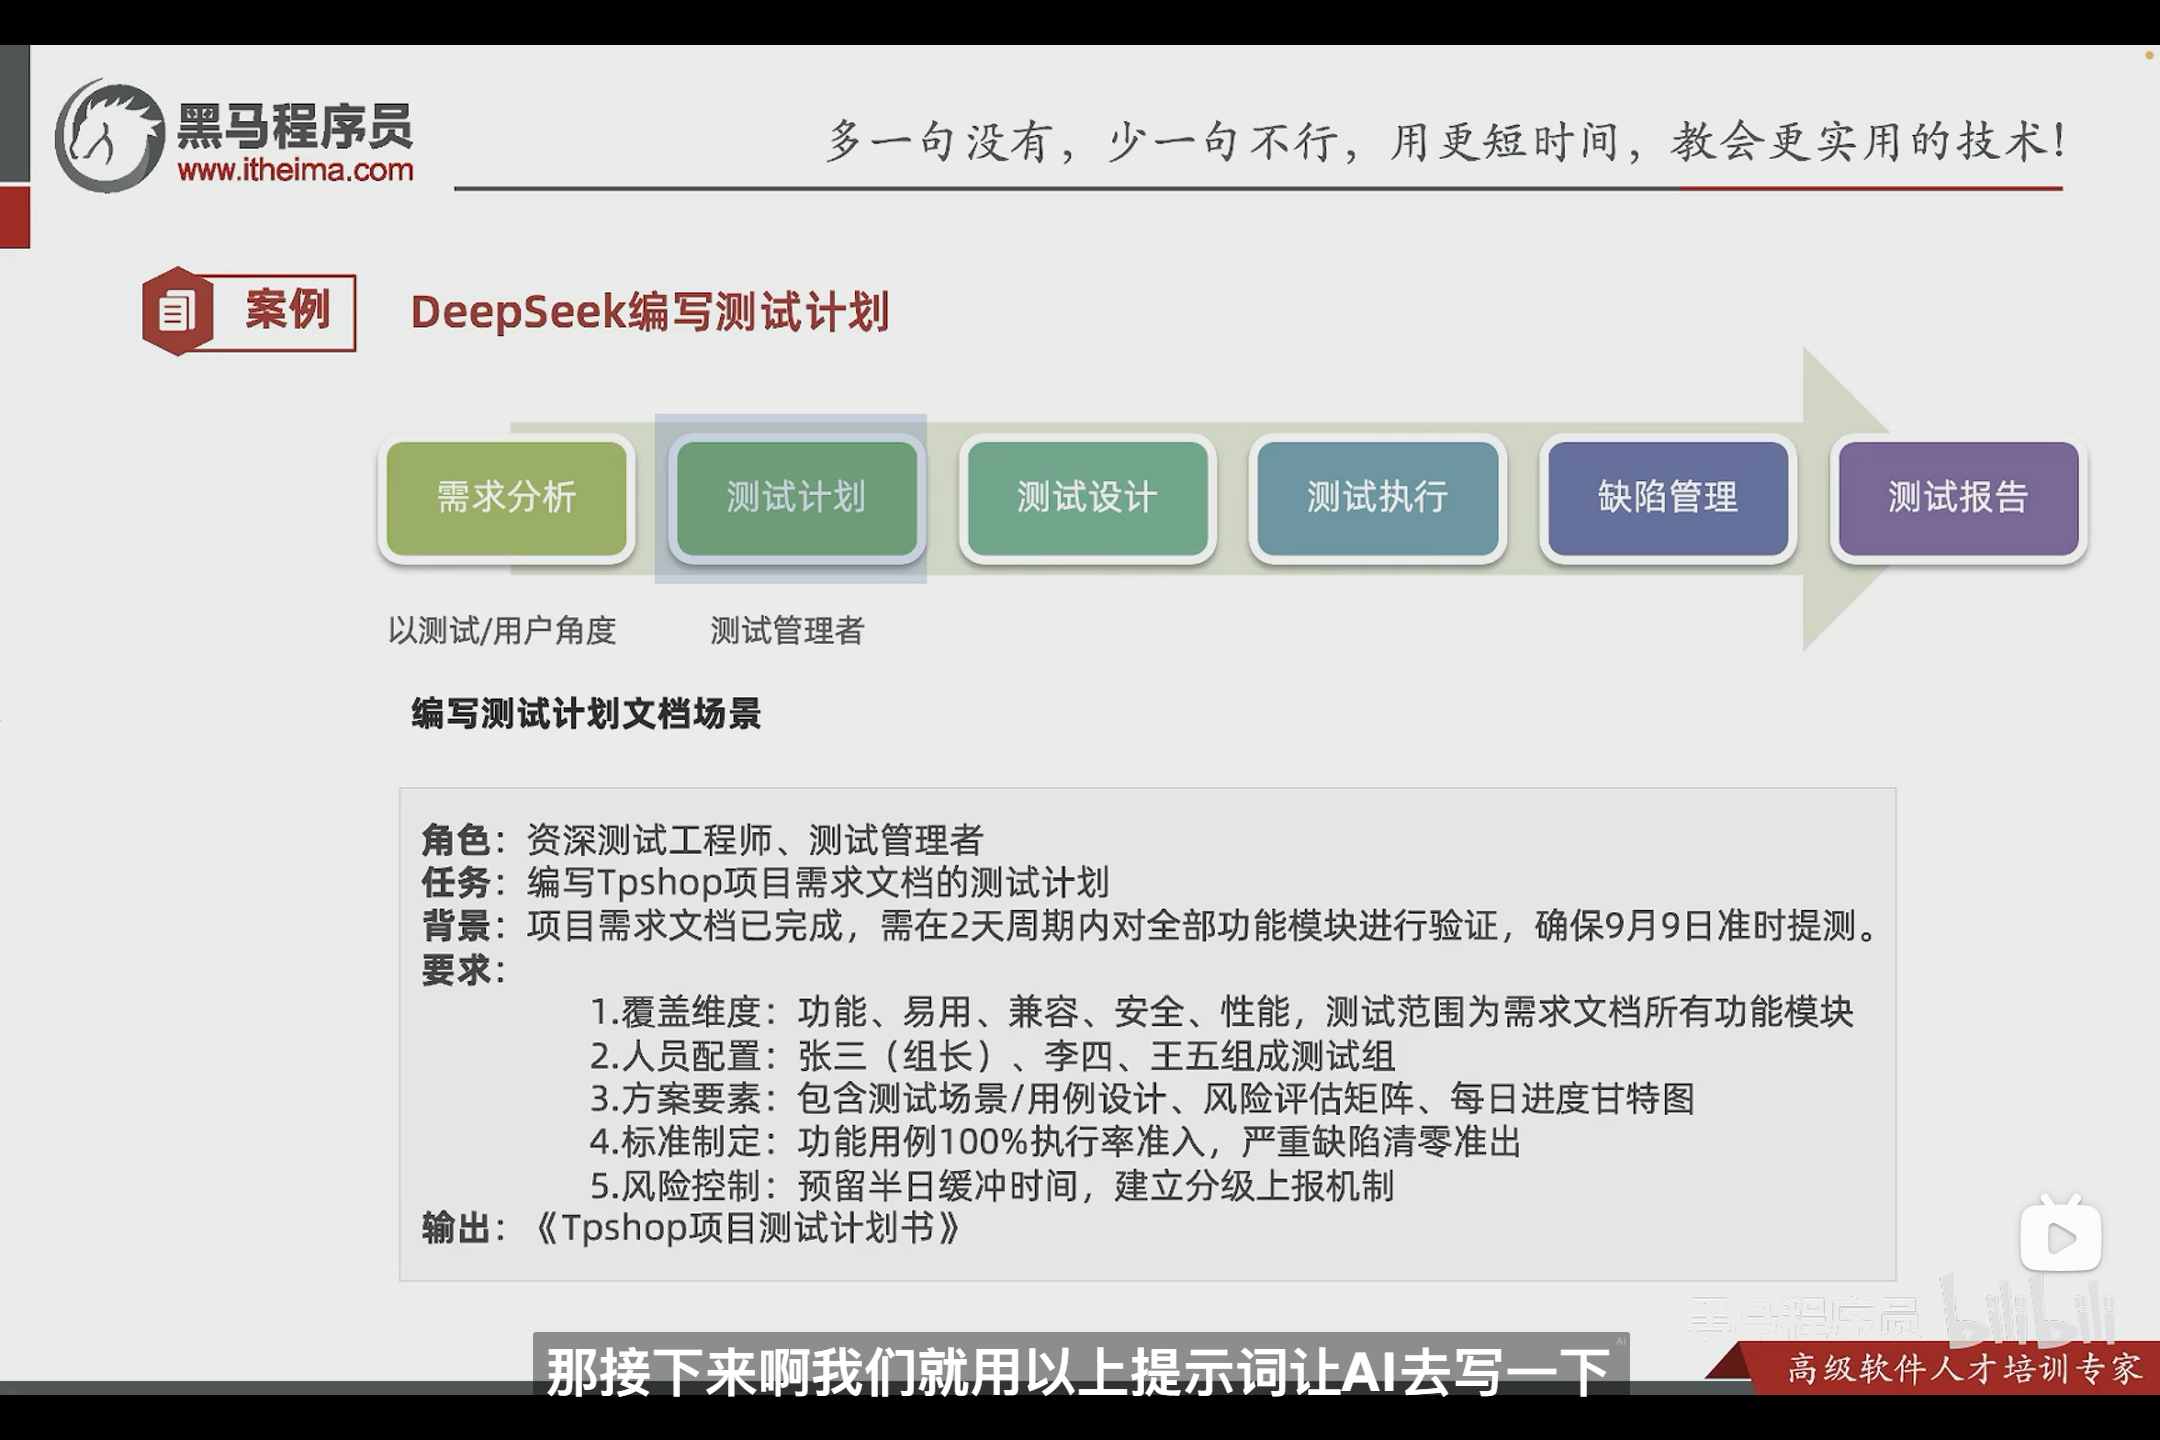 黑马程序员
www.itheima.com
多一句没有，少一句不行，用更短时间，教会更实用的技术！
案例
DeepSeek编写测试计划
需求分析
测试计划
测试设计
测试执行
缺陷管理
测试报告
以测试/用户角度
测试管理者
编写测试计划文档场景
角色：资深测试工程师、测试管理者
任务：编写Tpshop项目需求文档的测试计划
背景：项目需求文档已完成，需在2天周期内对全部功能模块进行验证，确保9月9日准时提测。
要求：
1.覆盖维度：功能、易用、兼容、安全、性能，测试范围为需求文档所有功能模块
2.人员配置：张三（组长）、李四、王五组成测试组
3.方案要素：包含测试场景/用例设计、风险评估矩阵、每日进度甘特图
4.标准制定：功能用例100%执行率准入，严重缺陷清零准出
5.风险控制：预留半日缓冲时间，建立分级上报机制
输出：《Tpshop项目测试计划书》
黑马程序员 bilibili
AI
那接下来啊我们就用以上提示词让AI去写一下
高级软件人才培训专家